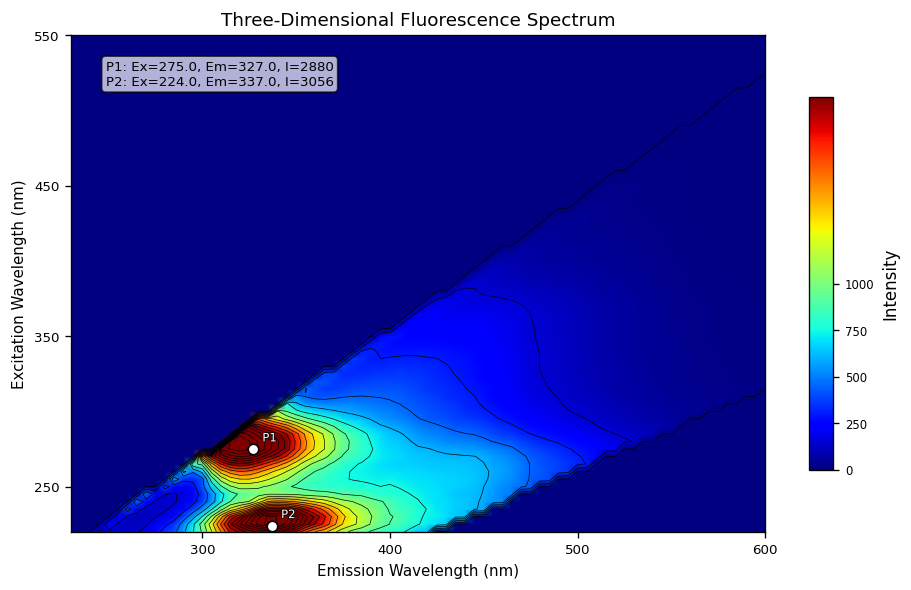 Three-Dimensional Fluorescence Spectrum
550
P1: Ex=275.0, Em=327.0, I=2880
P2: Ex=224.0, Em=337.0, I=3056
450
350
250
Excitation Wavelength (nm)
P1
P2
300
400
500
600
Emission Wavelength (nm)
1000
750
500
250
0
Intensity